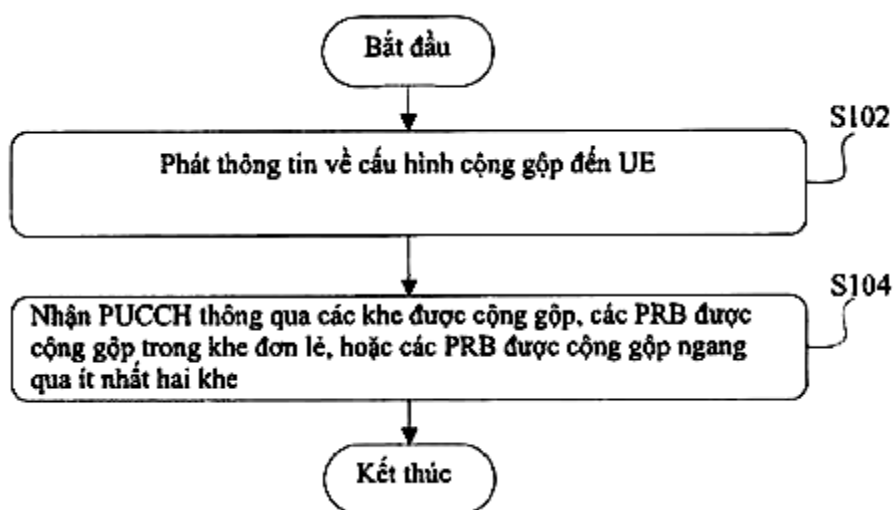 Bắt đầu
S102
Phát thông tin về cấu hình cộng gộp đến UE
S104
Nhận PUCCH thông qua các khe được cộng gộp, các PRB được
cộng gộp trong khe đơn lẻ, hoặc các PRB được cộng gộp ngang
qua ít nhất hai khe
Kết thúc